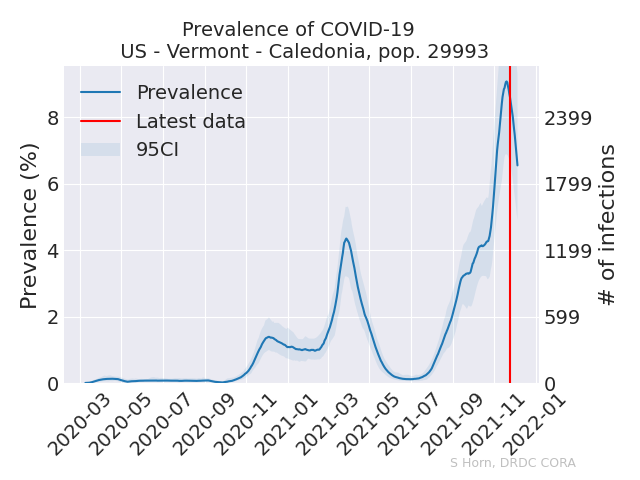 Prevalence of COVID-19
US - Vermont - Caledonia, pop. 29993
Prevalence
Latest data
95CI
Prevalence (%)
8
6
4
2
0
2399
1799
1199
599
0
# of infections
2020-03
2020-05
2020-07
2020-09
2020-11
2021-01
2021-03
2021-05
2021-07
2021-09
2021-11
2022-01
S Horn, DRDC CORA